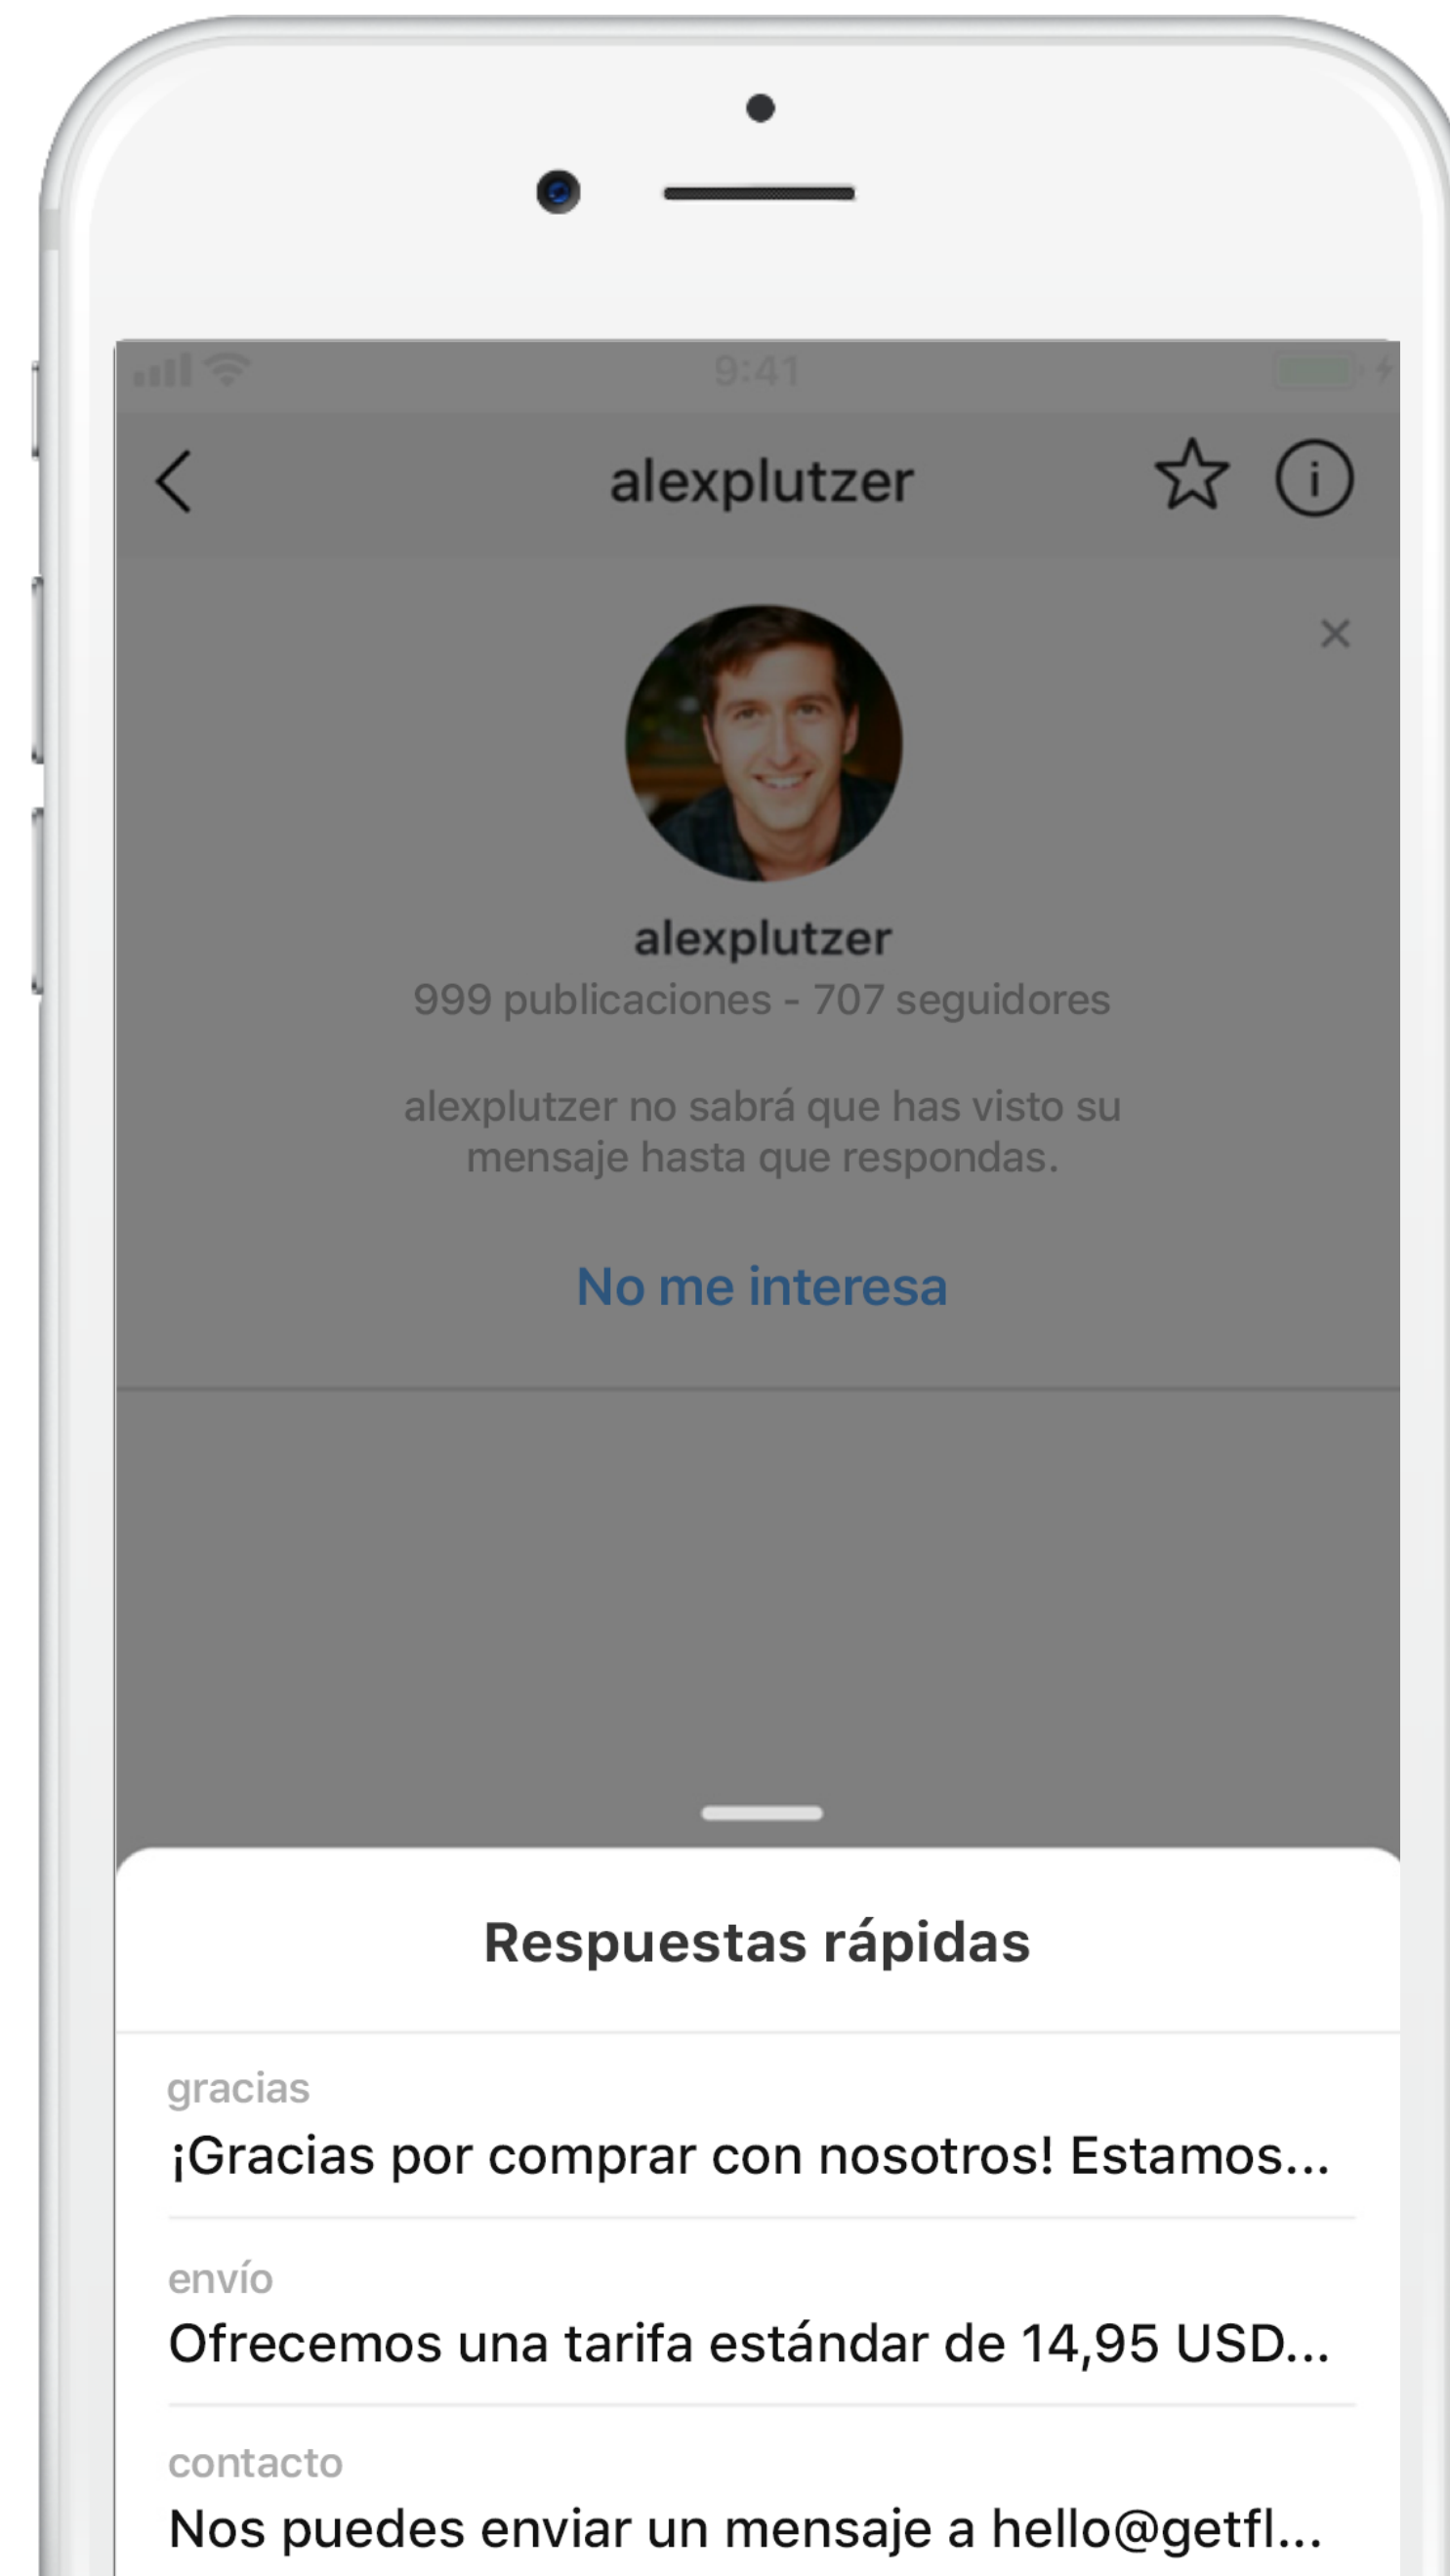 9:41
alexplutzer
alexplutzer
999 publicaciones - 707 seguidores
alexplutzer no sabrá que has visto su
mensaje hasta que respondas.
No me interesa
Respuestas rápidas
gracias
¡Gracias por comprar con nosotros! Estamos...
envío
Ofrecemos una tarifa estándar de 14,95 USD...
contacto
Nos puedes enviar un mensaje a hello@getfl...